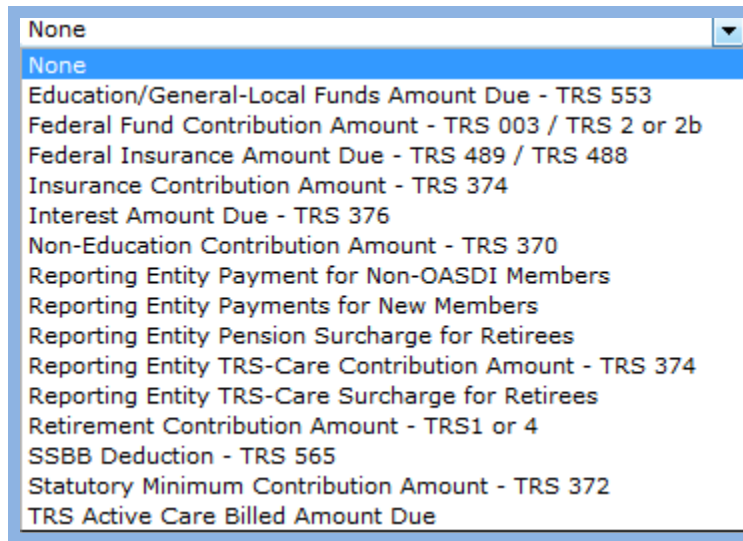 None
None
Education/General-Local Funds Amount Due - TRS 553
Federal Fund Contribution Amount - TRS 003 / TRS 2 or 2b
Federal Insurance Amount Due - TRS 489 / TRS 488
Insurance Contribution Amount - TRS 374
Interest Amount Due - TRS 376
Non-Education Contribution Amount - TRS 370
Reporting Entity Payment for Non-OASDI Members
Reporting Entity Payments for New Members
Reporting Entity Pension Surcharge for Retirees
Reporting Entity TRS-Care Contribution Amount - TRS 374
Reporting Entity TRS-Care Surcharge for Retirees
Retirement Contribution Amount - TRS1 or 4
SSBB Deduction - TRS 565
Statutory Minimum Contribution Amount - TRS 372
TRS Active Care Billed Amount Due